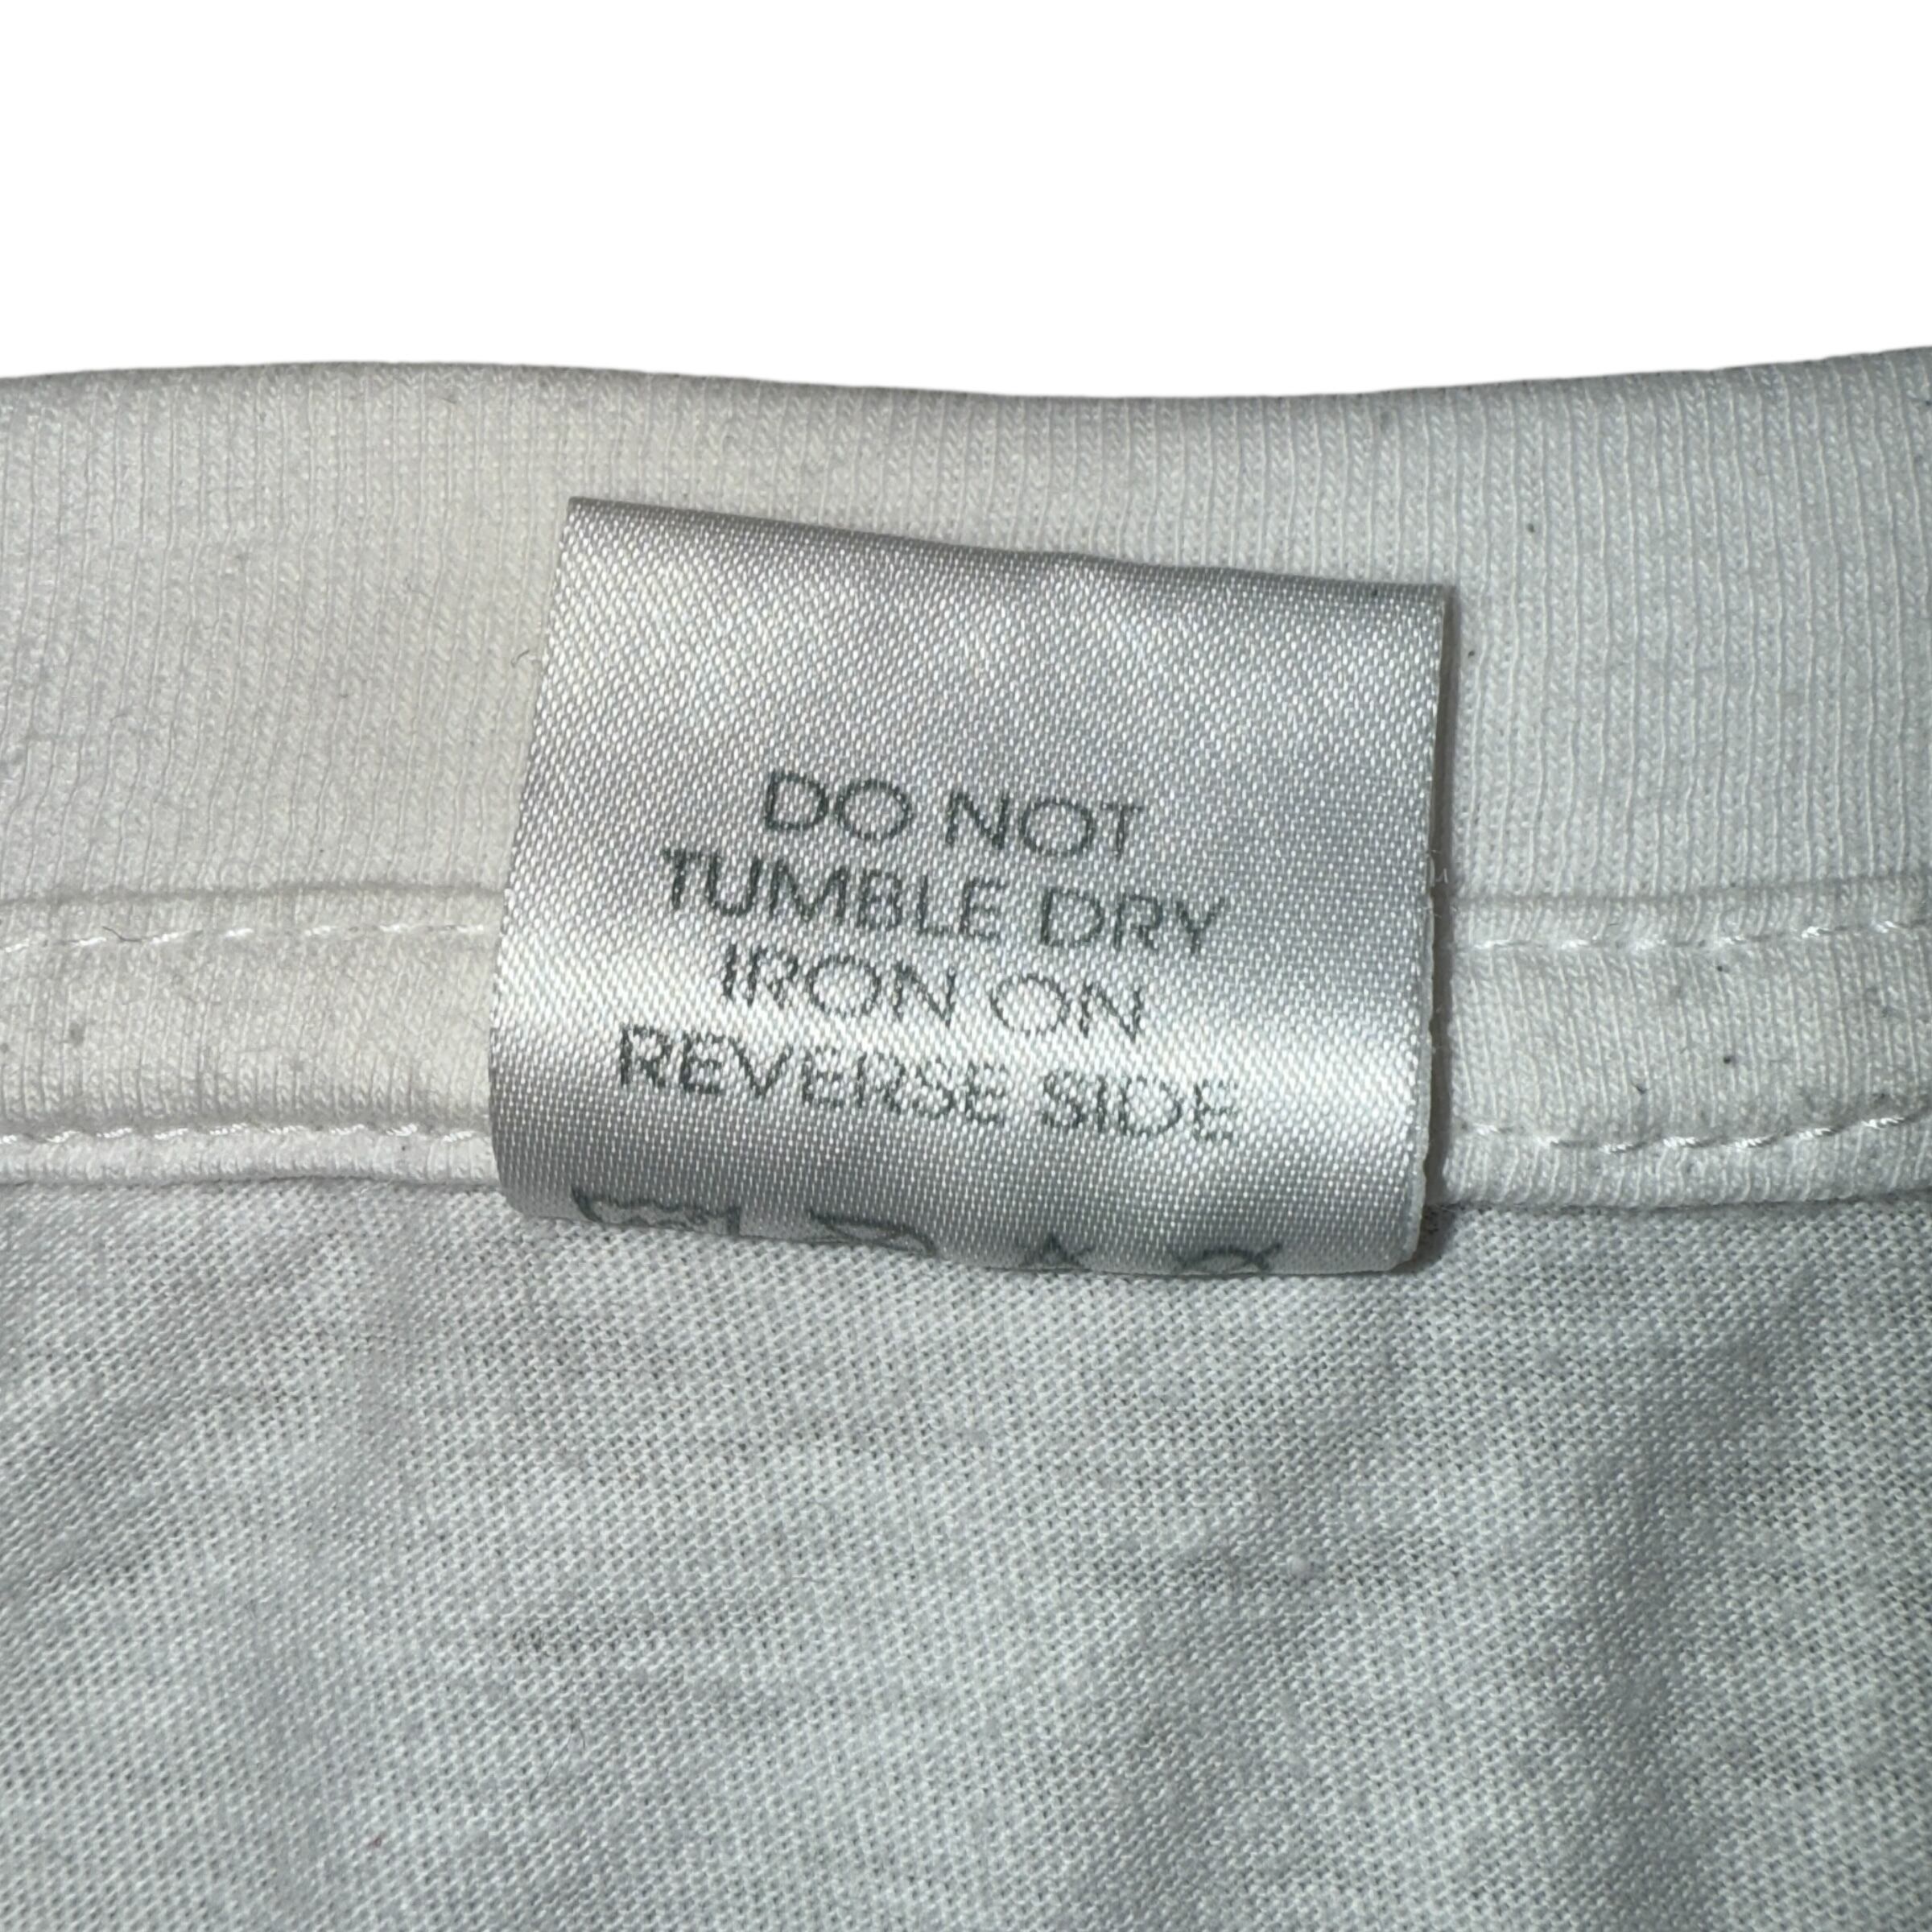 DO NOT
TUMBLE DRY
IRON ON
REVERSE SIDE